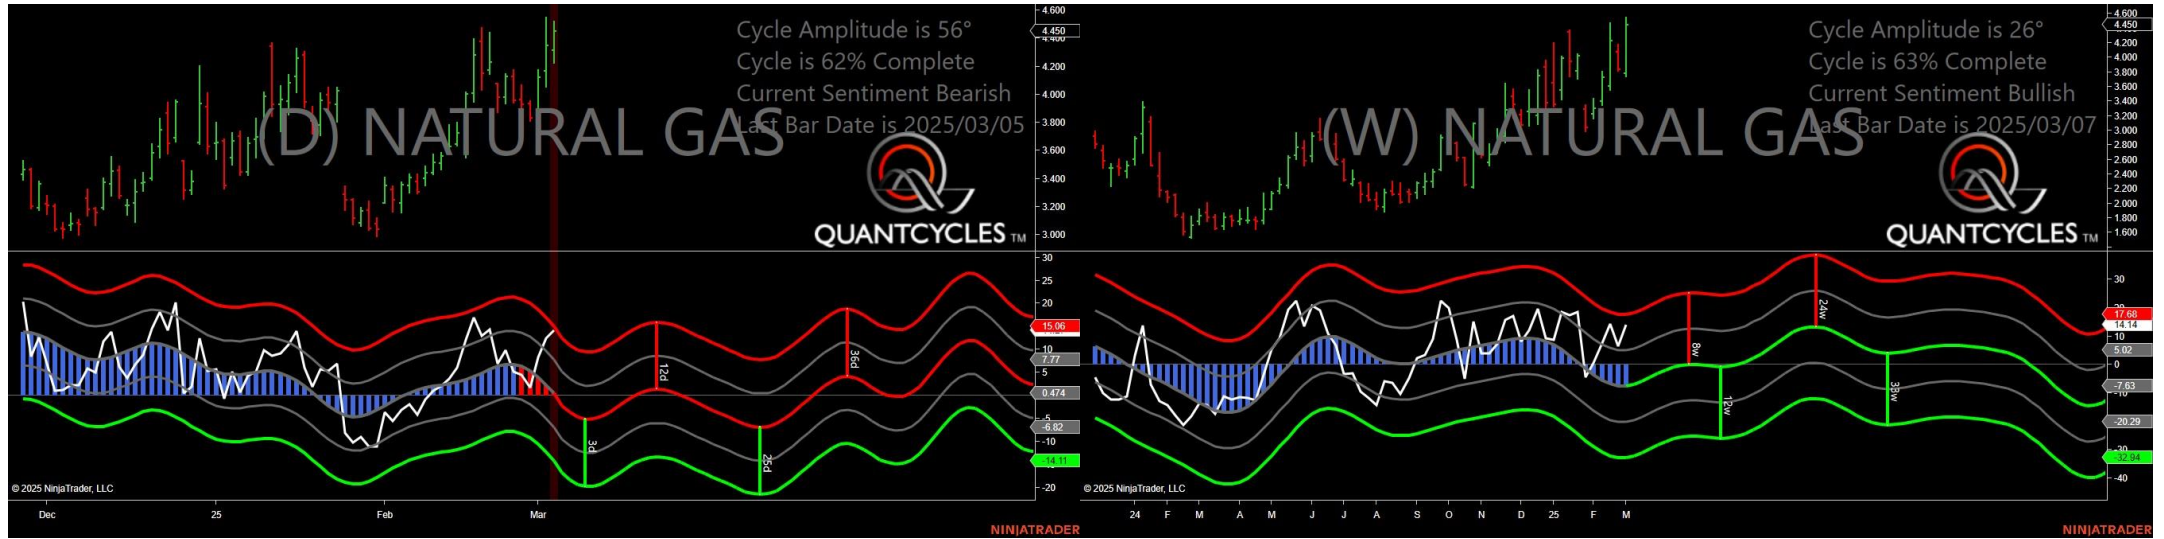 Cycle Amplitude is 56°
Cycle is 62% Complete
Current Sentiment Bearish
Last Bar Date is 2025/03/05
(D) NATURAL GAS
QUANTCYCLES TM
4.600
4.450
4.400
4.200
4.000
3.800
3.600
3.400
3.200
3.000
30
25
20
15.06
10
7.77
5
0.474
-5
-6.82
-10
-14.11
-20
3d
12d
25d
36d
© 2025 NinjaTrader, LLC
Dec 25 Feb Mar
NINJATRADER
Cycle Amplitude is 26°
Cycle is 63% Complete
Current Sentiment Bullish
Last Bar Date is 2025/03/07
(W) NATURAL GAS
QUANTCYCLES TM
4.600
4.450
4.200
4.000
3.800
3.600
3.400
3.200
3.000
2.800
2.600
2.400
2.200
2.000
1.800
1.600
30
17.68
14.14
10
5.02
0
-7.63
-20.29
-32.94
-40
8w
12w
24w
33w
© 2025 NinjaTrader, LLC
24 F M A M J J A S O N D 25 F M
NINJATRADER